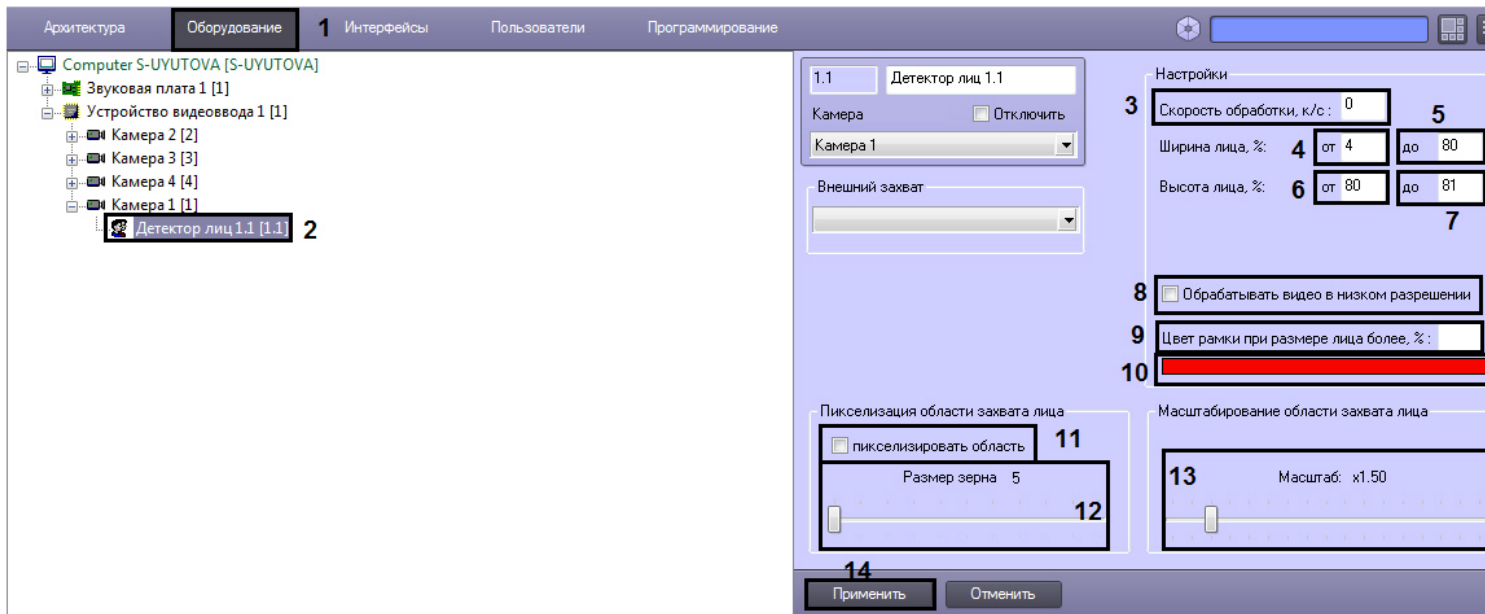 Архитектура Оборудование 1 Интерфейсы Пользователи Программирование
Computer S-UYUTOVA [S-UYUTOVA]
Звуковая плата 1 [1]
Устройство видеоввода 1 [1]
Камера 2 [2]
Камера 3 [3]
Камера 4 [4]
Камера 1 [1]
Детектор лиц 1.1 [1.1] 2
1.1 Детектор лиц 1.1
Камера Отключить
Камера 1
Внешний захват
Настройки
3 Скорость обработки, к/с : 0
5
Ширина лица, %: 4 от 4 до 80
Высота лица, %: 6 от 80 до 81
7
8 Обрабатывать видео в низком разрешении
9 Цвет рамки при размере лица более, % :
10
Пикселизация области захвата лица
пикселизировать область 11
Размер зерна 5
12
Масштабирование области захвата лица
13 Масштаб: x1.50
14
Применить Отменить